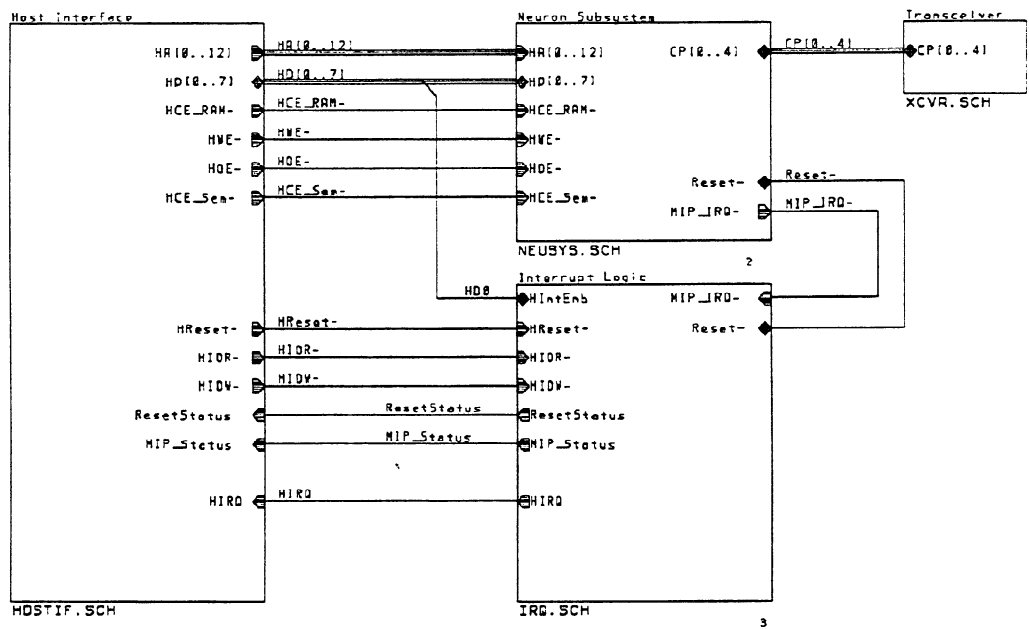 Host Interface
HA[0..12]
HD[0..7]
HCE_RAM-
HWE-
HOE-
HCE_Sem-
HReset-
HIOR-
HIOW-
ResetStatus
MIP_Status
HIRQ
HOSTIF.SCH
HA[0..12]
HD[0..7]
HCE_RAM-
HWE-
HOE-
HCE_Sem-
HD0
HReset-
HIOR-
HIOW-
ResetStatus
MIP_Status
HIRQ
Neuron Subsystem
HA[0..12] CP[0..4]
HD[0..7]
HCE_RAM-
HWE-
HOE-
Reset-
HCE_Sem-
MIP_IRQ-
NEUSYS.SCH
2
Interrupt Logic
HIntEnb MIP_IRQ-
HReset- Reset-
HIOR-
HIOW-
ResetStatus
MIP_Status
HIRQ
IRQ.SCH
3
CP[0..4]
Reset-
MIP_IRQ-
Transceiver
CP[0..4]
XCVR.SCH